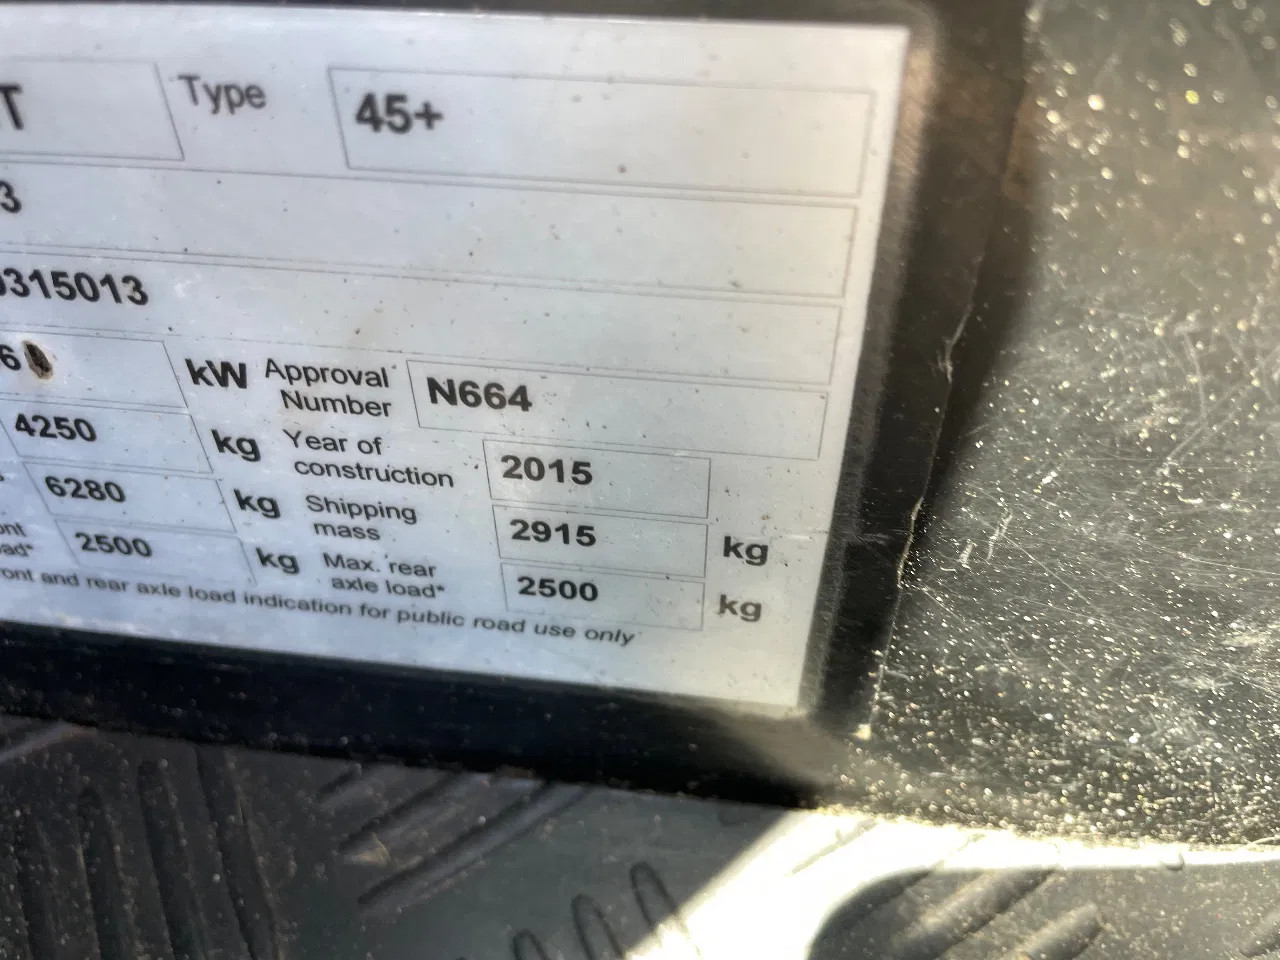 T Type 45+
3
0315013
6 kW Approval Number N664
4250 kg Year of construction 2015
6280 kg Shipping mass 2915 kg
2500 kg Max. rear axle load* 2500 kg
ont and rear axle load indication for public road use only